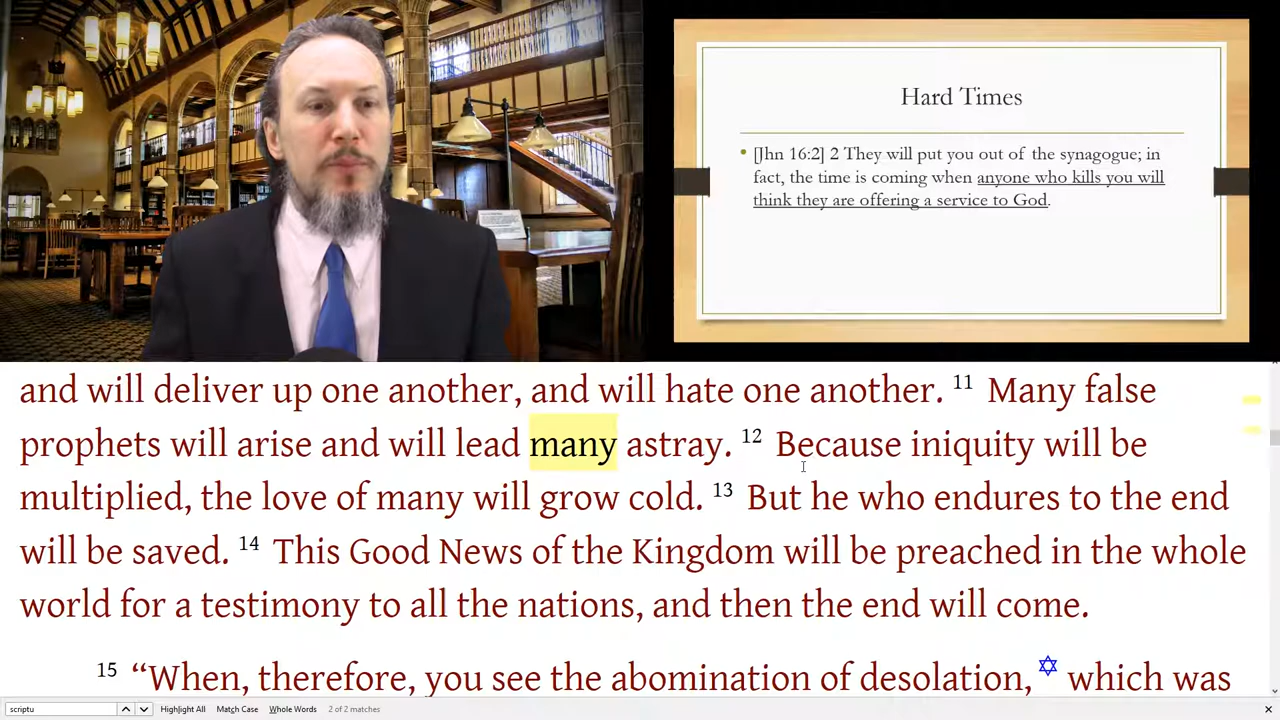 Hard Times
• [Jhn 16:2] 2 They will put you out of the synagogue; in
fact, the time is coming when anyone who kills you will
think they are offering a service to God.
and will deliver up one another, and will hate one another. 11 Many false
prophets will arise and will lead many astray. 12 Because iniquity will be
multiplied, the love of many will grow cold. 13 But he who endures to the end
will be saved. 14 This Good News of the Kingdom will be preached in the whole
world for a testimony to all the nations, and then the end will come.
15 “When, therefore, you see the abomination of desolation,✡ which was
scriptu Highlight All Match Case Whole Words 2 of 2 matches